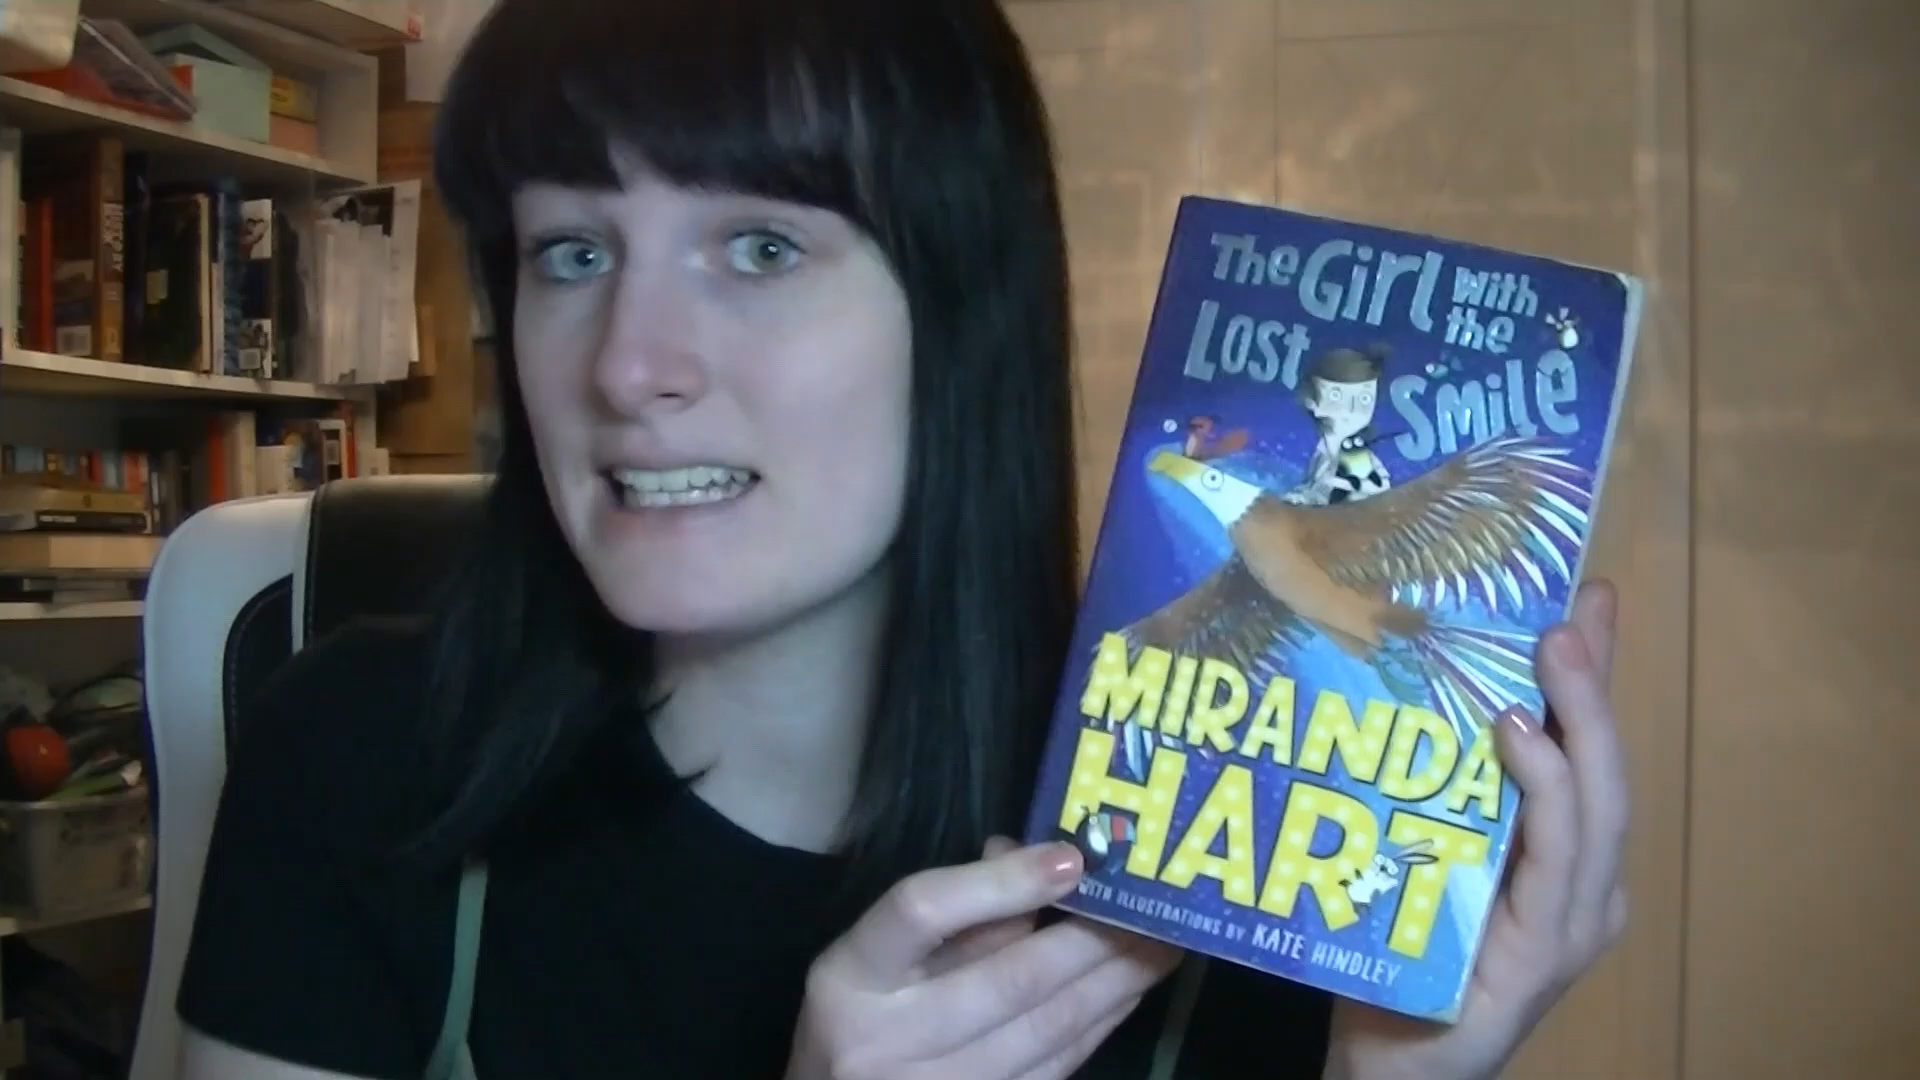 The Girl with
the
Lost
Smile
MIRANDA
HART
WITH ILLUSTRATIONS BY KATE HINDLEY